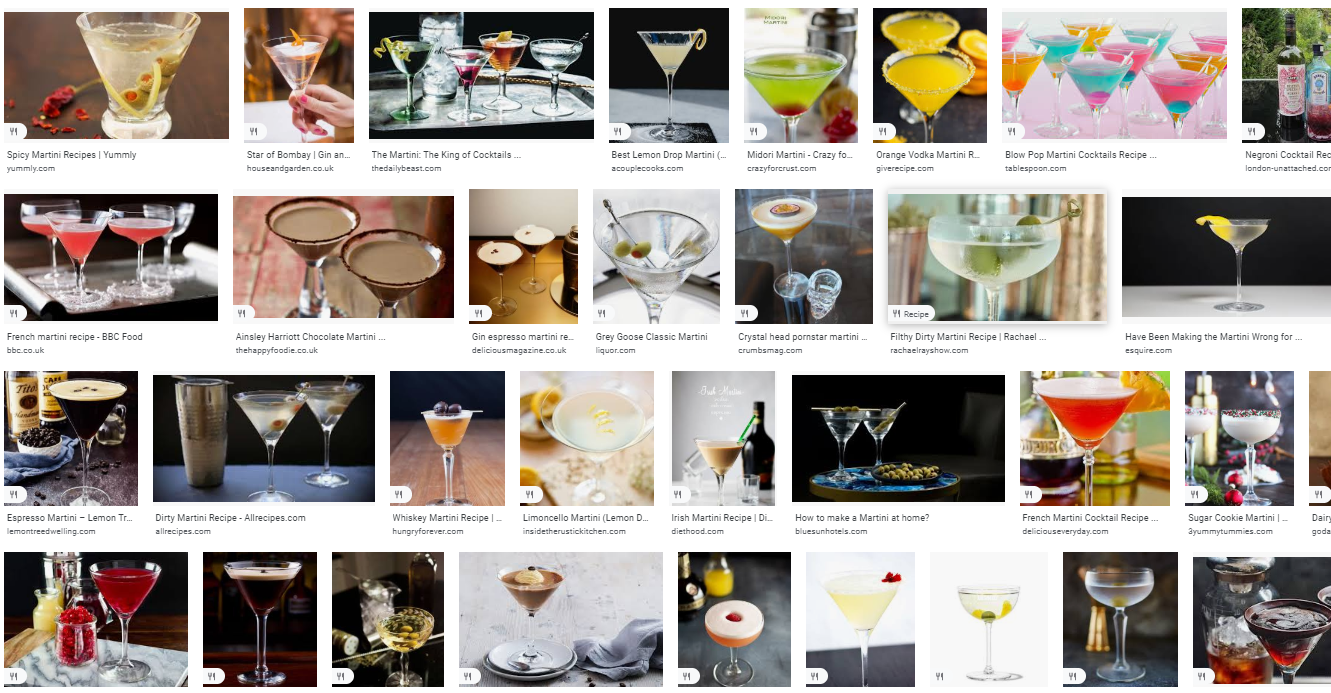 MIDORI
MARTINI
Spicy Martini Recipes | Yummly
yummly.com
Star of Bombay | Gin an...
houseandgarden.co.uk
The Martini: The King of Cocktails ...
thedailybeast.com
Best Lemon Drop Martini (...
acouplecooks.com
Midori Martini - Crazy fo...
crazyforcrust.com
Orange Vodka Martini R...
giverecipe.com
Blow Pop Martini Cocktails Recipe ...
tablespoon.com
Negroni Cocktail Rec
london-unattached.com
Recipe
French martini recipe - BBC Food
bbc.co.uk
Ainsley Harriott Chocolate Martini ...
thehappyfoodie.co.uk
Gin espresso martini re...
deliciousmagazine.co.uk
Grey Goose Classic Martini
liquor.com
Crystal head pornstar martini ...
crumbsmag.com
Filthy Dirty Martini Recipe | Rachael ...
rachaelrayshow.com
Have Been Making the Martini Wrong for ...
esquire.com
Tito's
Irish Martini
Espresso Martini – Lemon Tr...
lemontreedwelling.com
Dirty Martini Recipe - Allrecipes.com
allrecipes.com
Whiskey Martini Recipe | ...
hungryforever.com
Limoncello Martini (Lemon D...
insidetherustickitchen.com
Irish Martini Recipe | Di...
diethood.com
How to make a Martini at home?
bluesunhotels.com
French Martini Cocktail Recipe ...
deliciouseveryday.com
Sugar Cookie Martini | ...
3yummytummies.com
Dairy
goda